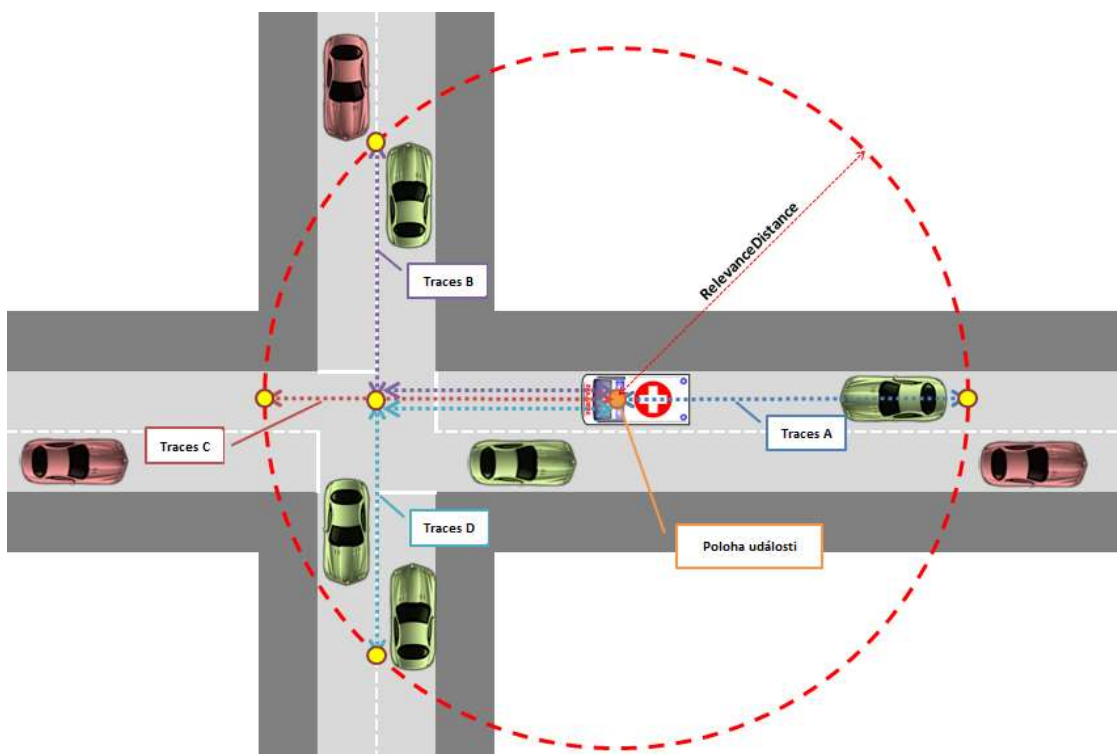 RelevanceDistance
Traces B
Traces C
Traces A
Traces D
Poloha události